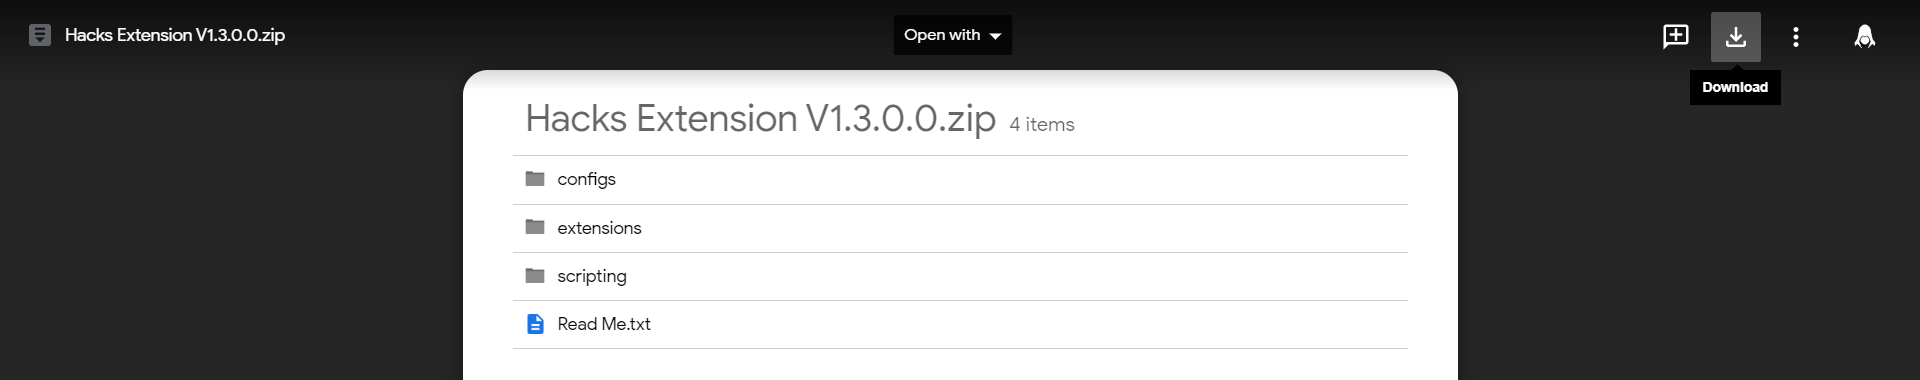 Hacks Extension V1.3.0.0.zip
Open with
Download
Hacks Extension V1.3.0.0.zip 4 items
configs
extensions
scripting
Read Me.txt